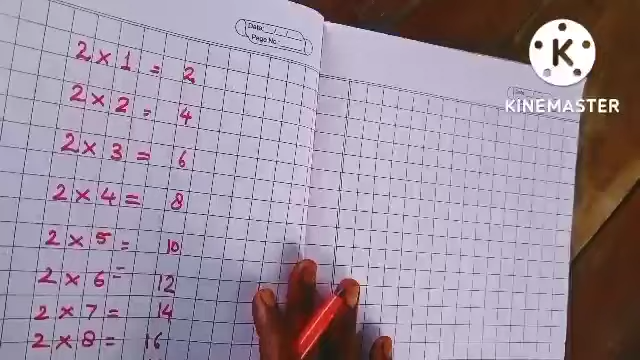 Date: / /
Page No:
2 × 1 = 2
2 × 2 = 4
2 × 3 = 6
2 × 4 = 8
2 × 5 = 10
2 × 6 = 12
2 × 7 = 14
2 × 8 = 16
K
KINEMASTER